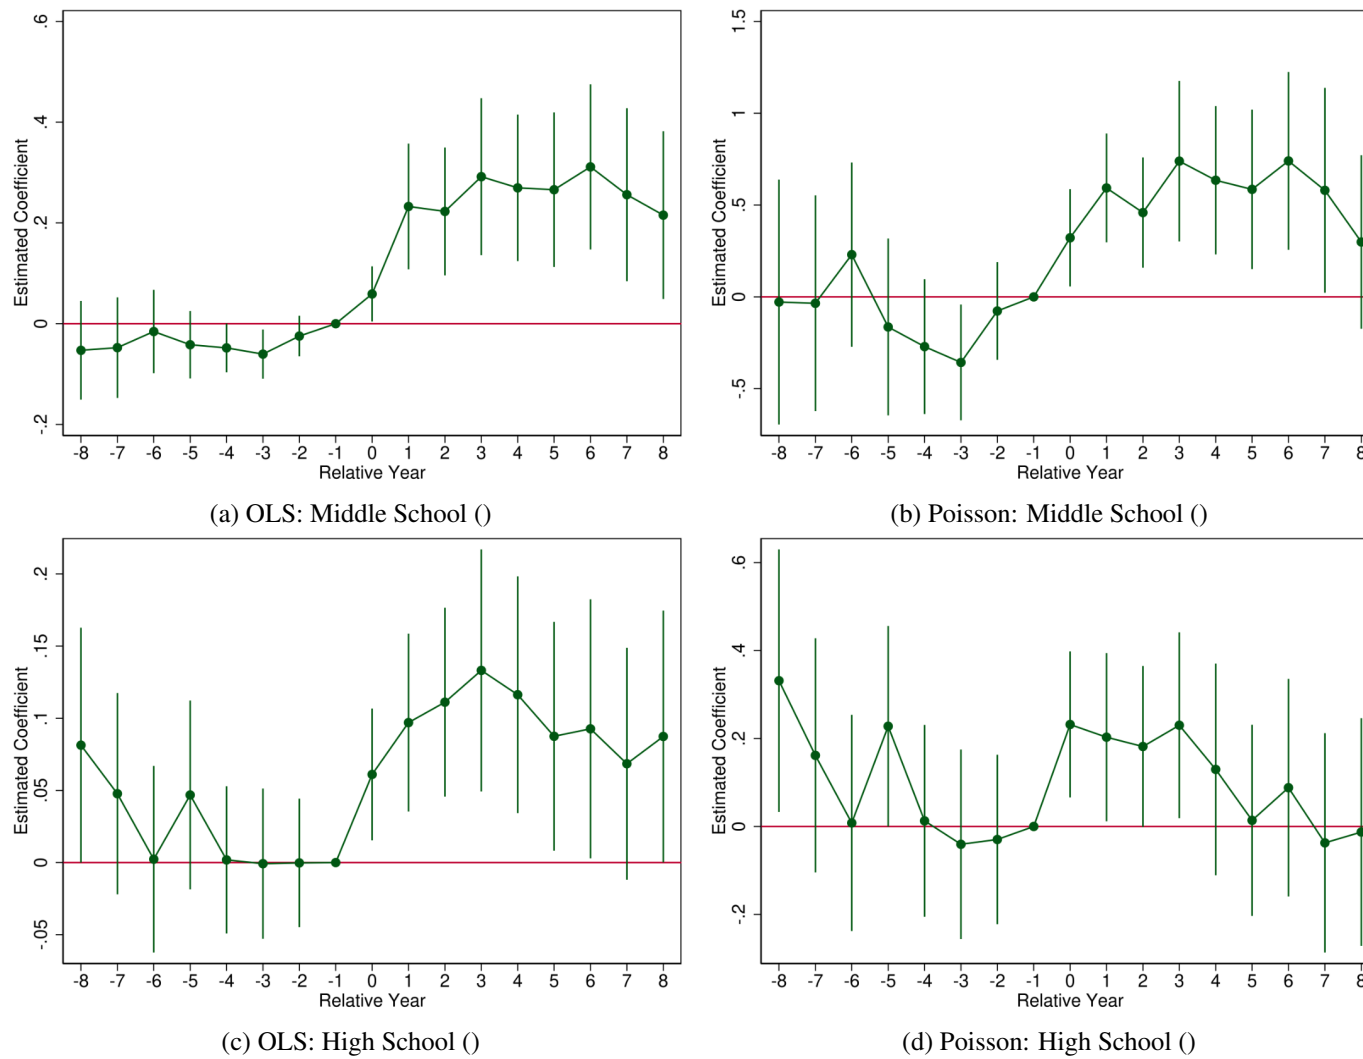 .6
.4
.2
0
-.2
Estimated Coefficient
-8 -7 -6 -5 -4 -3 -2 -1 0 1 2 3 4 5 6 7 8
Relative Year
(a) OLS: Middle School ()
1.5
1
.5
0
-.5
Estimated Coefficient
-8 -7 -6 -5 -4 -3 -2 -1 0 1 2 3 4 5 6 7 8
Relative Year
(b) Poisson: Middle School ()
.2
.15
.1
.05
0
-.05
Estimated Coefficient
-8 -7 -6 -5 -4 -3 -2 -1 0 1 2 3 4 5 6 7 8
Relative Year
(c) OLS: High School ()
.6
.4
.2
0
-.2
Estimated Coefficient
-8 -7 -6 -5 -4 -3 -2 -1 0 1 2 3 4 5 6 7 8
Relative Year
(d) Poisson: High School ()